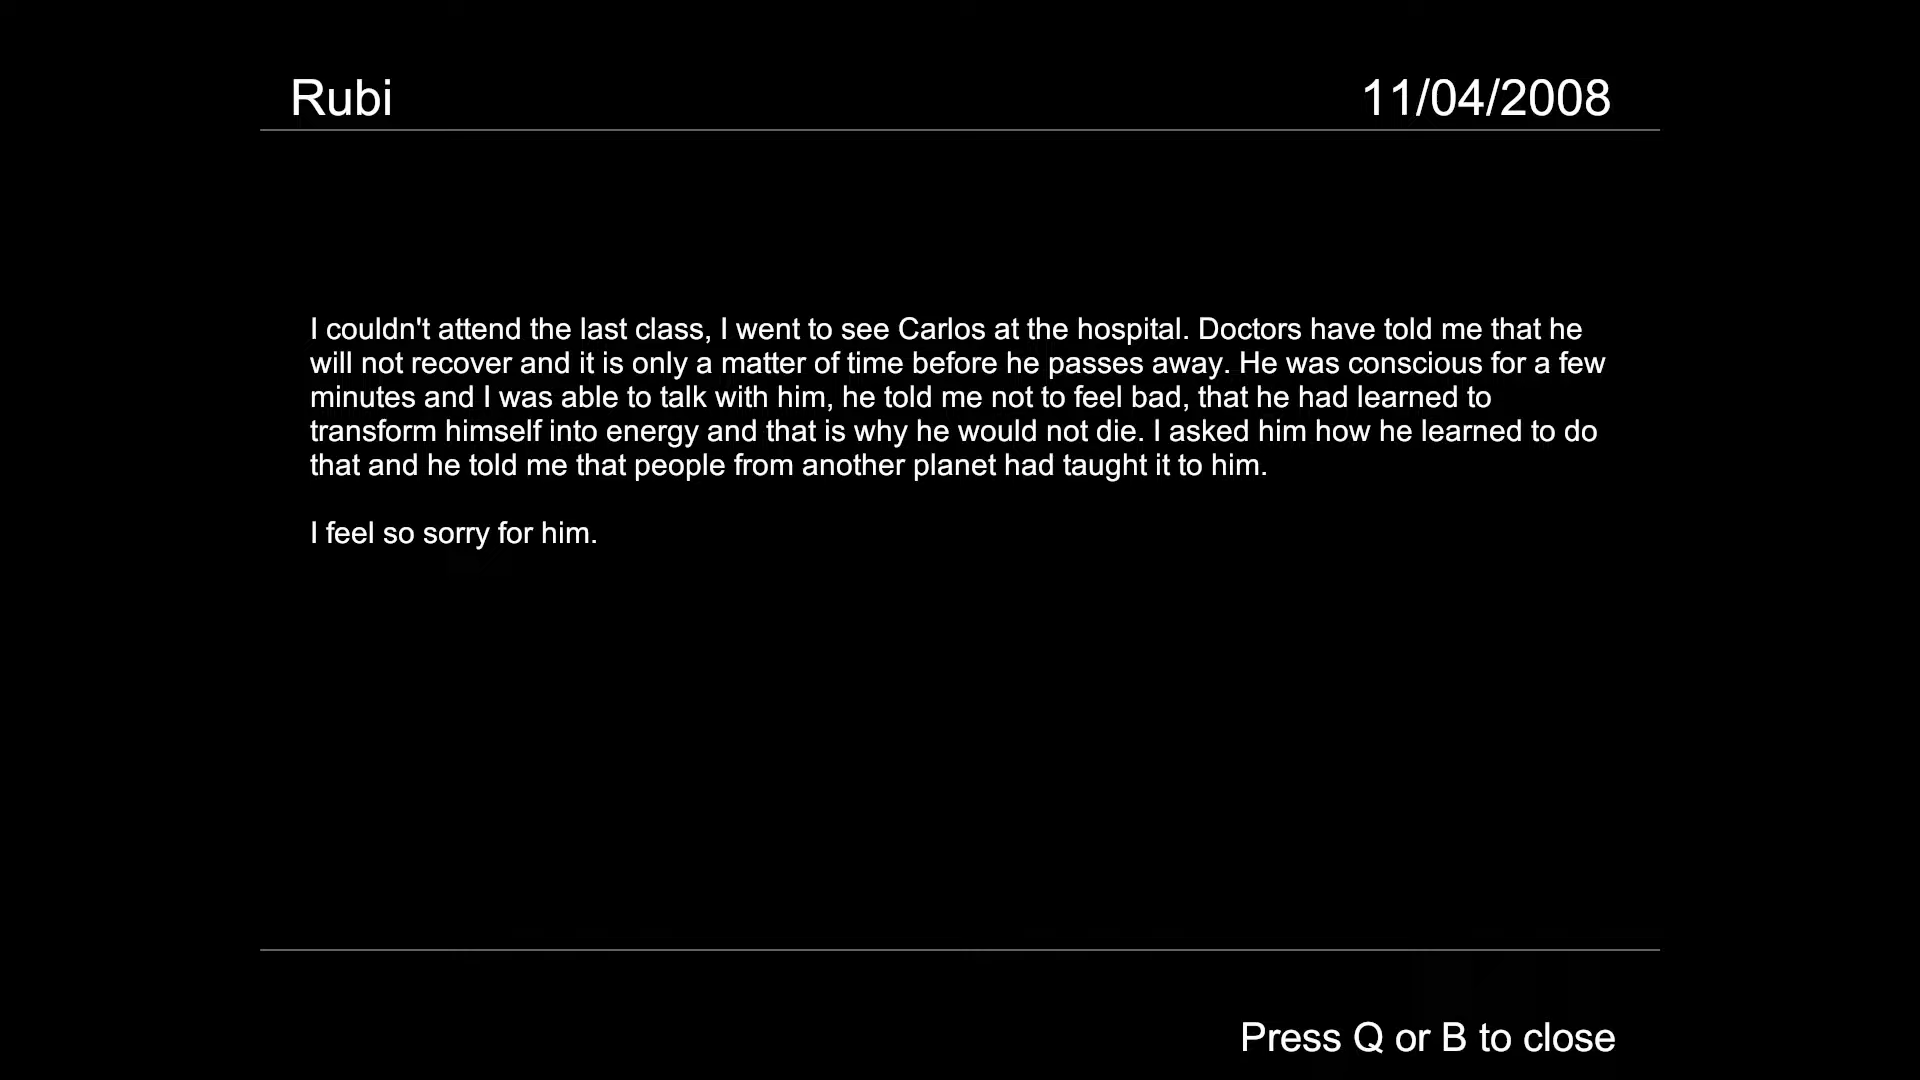 Rubi
11/04/2008
I couldn't attend the last class, I went to see Carlos at the hospital. Doctors have told me that he
will not recover and it is only a matter of time before he passes away. He was conscious for a few
minutes and I was able to talk with him, he told me not to feel bad, that he had learned to
transform himself into energy and that is why he would not die. I asked him how he learned to do
that and he told me that people from another planet had taught it to him.
I feel so sorry for him.
Press Q or B to close